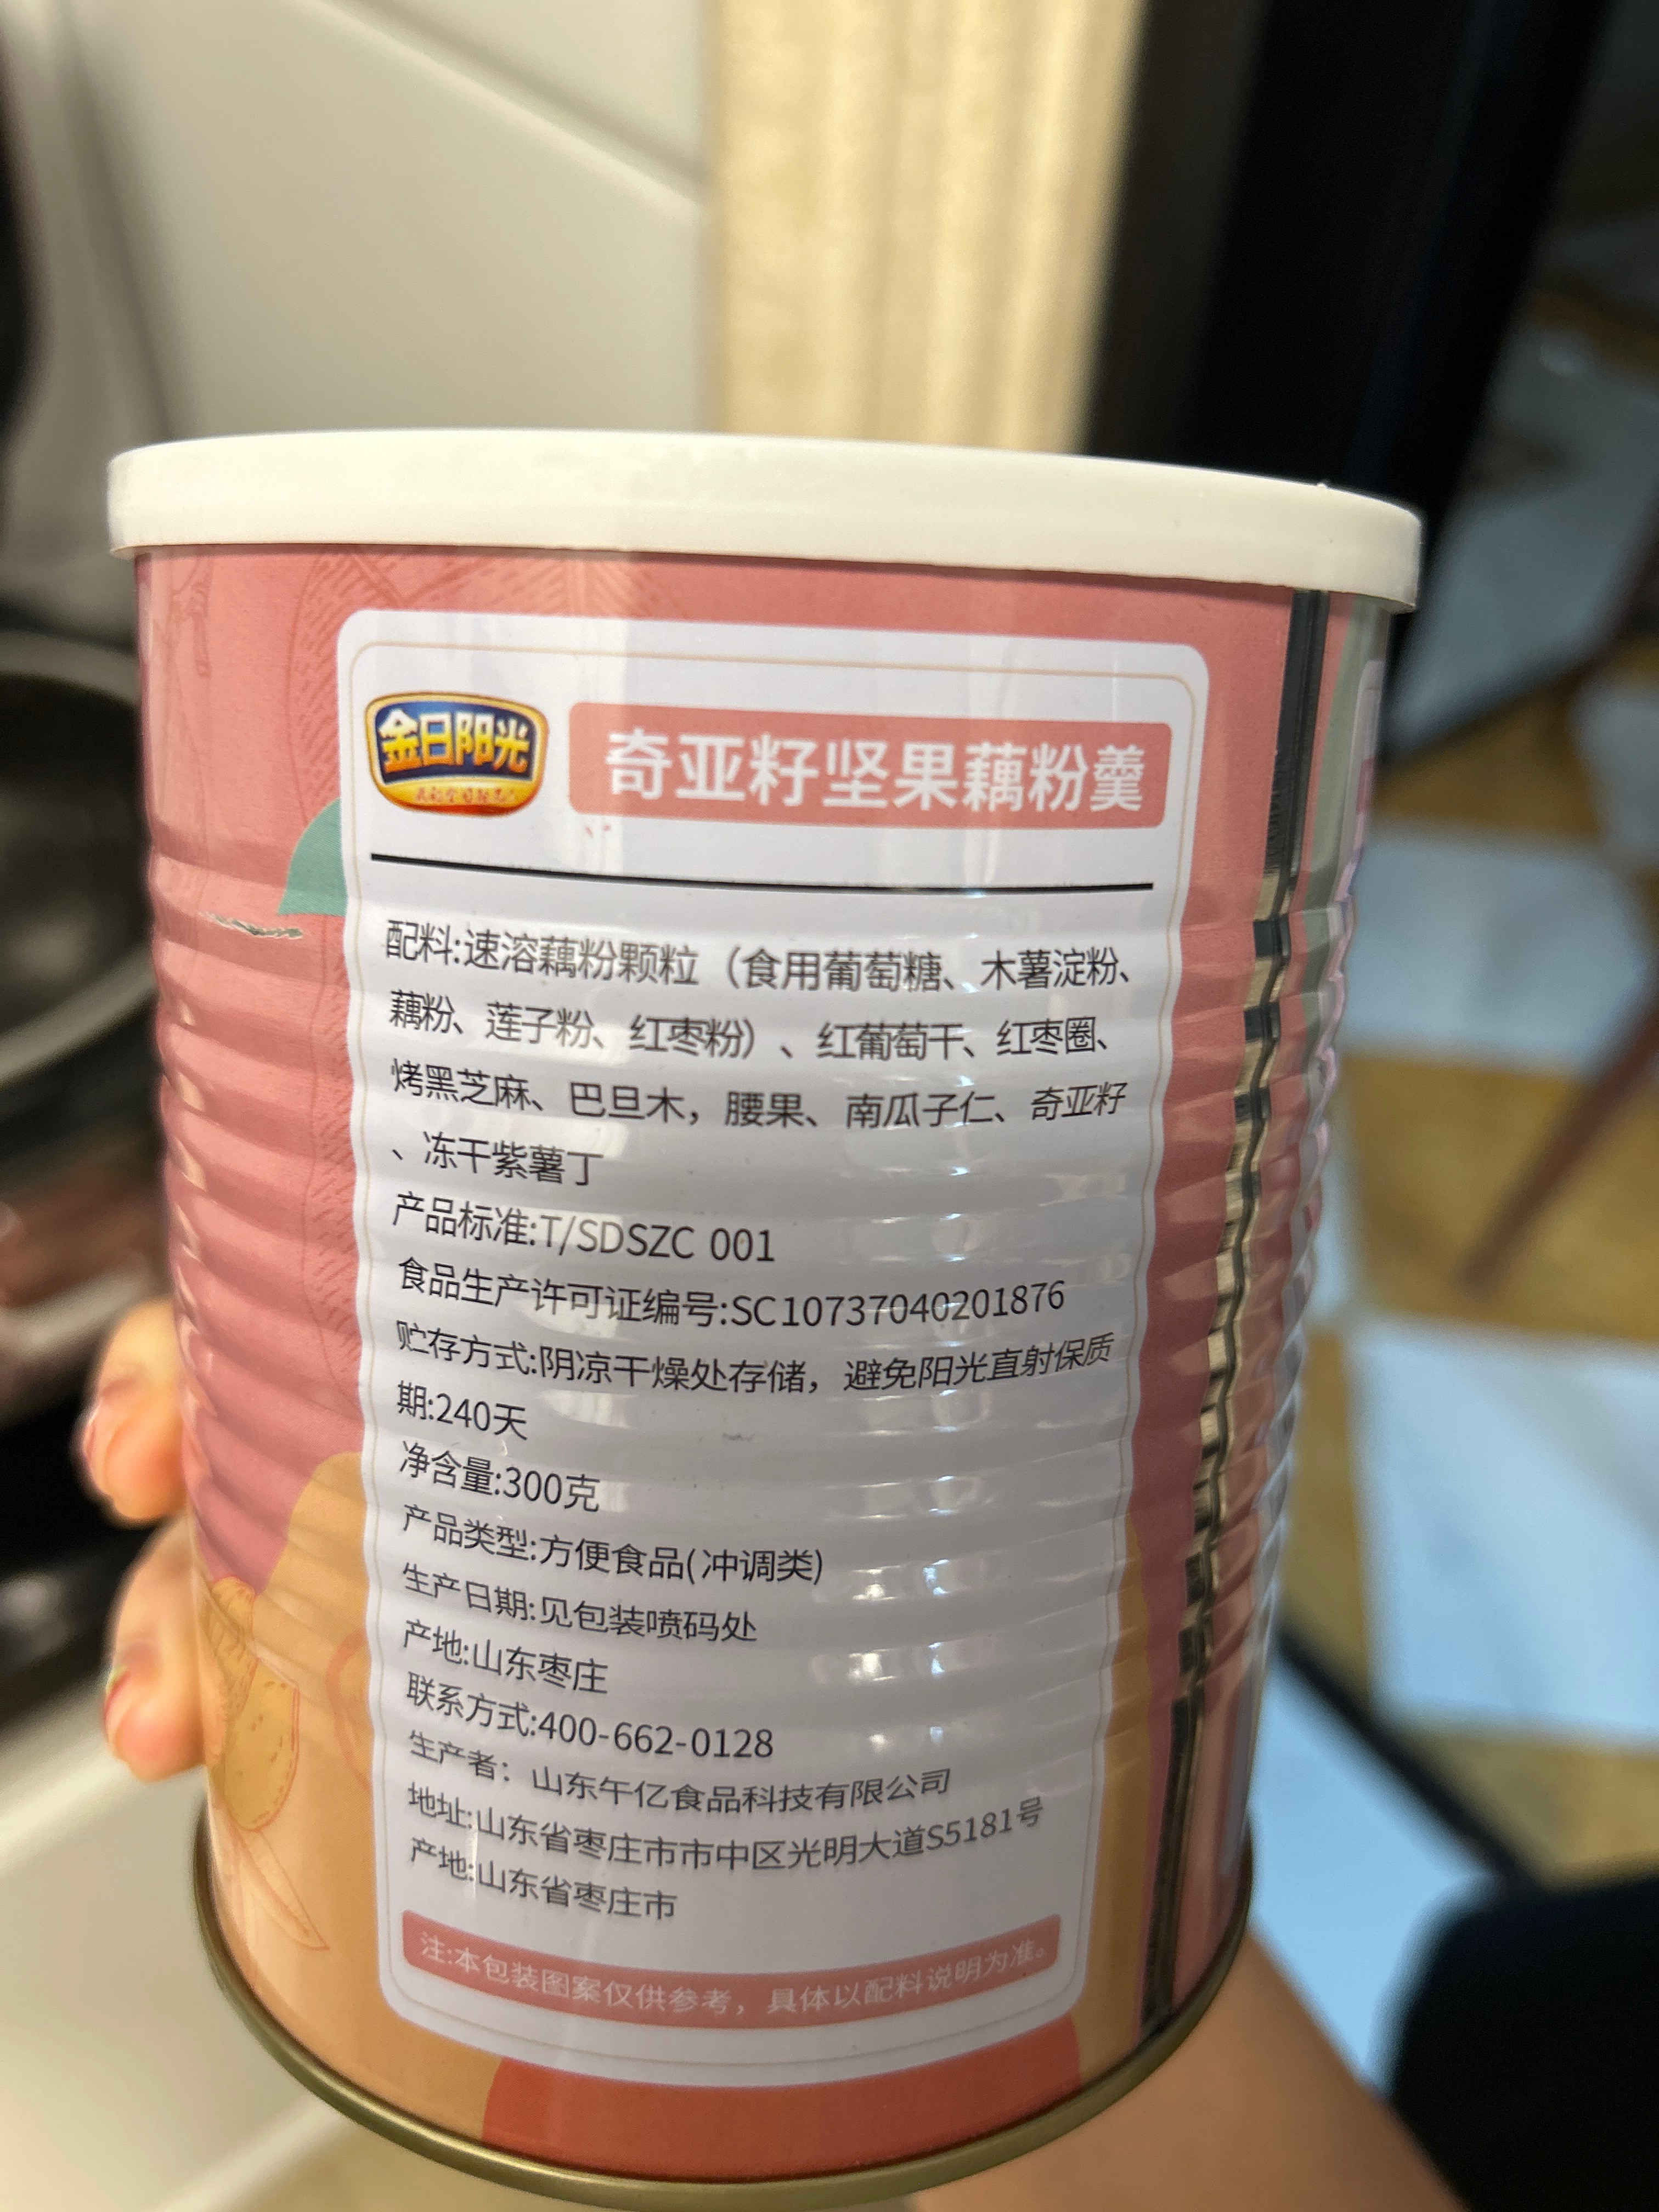 金日阳光
奇亚籽坚果藕粉羹
配料:速溶藕粉颗粒（食用葡萄糖、木薯淀粉、
藕粉、莲子粉、红枣粉）、红葡萄干、红枣圈、
烤黑芝麻、巴旦木，腰果、南瓜子仁、奇亚籽
、冻干紫薯丁
产品标准:T/SDSZC 001
食品生产许可证编号:SC10737040201876
贮存方式:阴凉干燥处存储，避免阳光直射保质
期:240天
净含量:300克
产品类型:方便食品(冲调类)
生产日期:见包装喷码处
产地:山东枣庄
联系方式:400-662-0128
生产者：山东午亿食品科技有限公司
地址:山东省枣庄市市中区光明大道S5181号
产地:山东省枣庄市
注:本包装图案仅供参考，具体以配料说明为准。